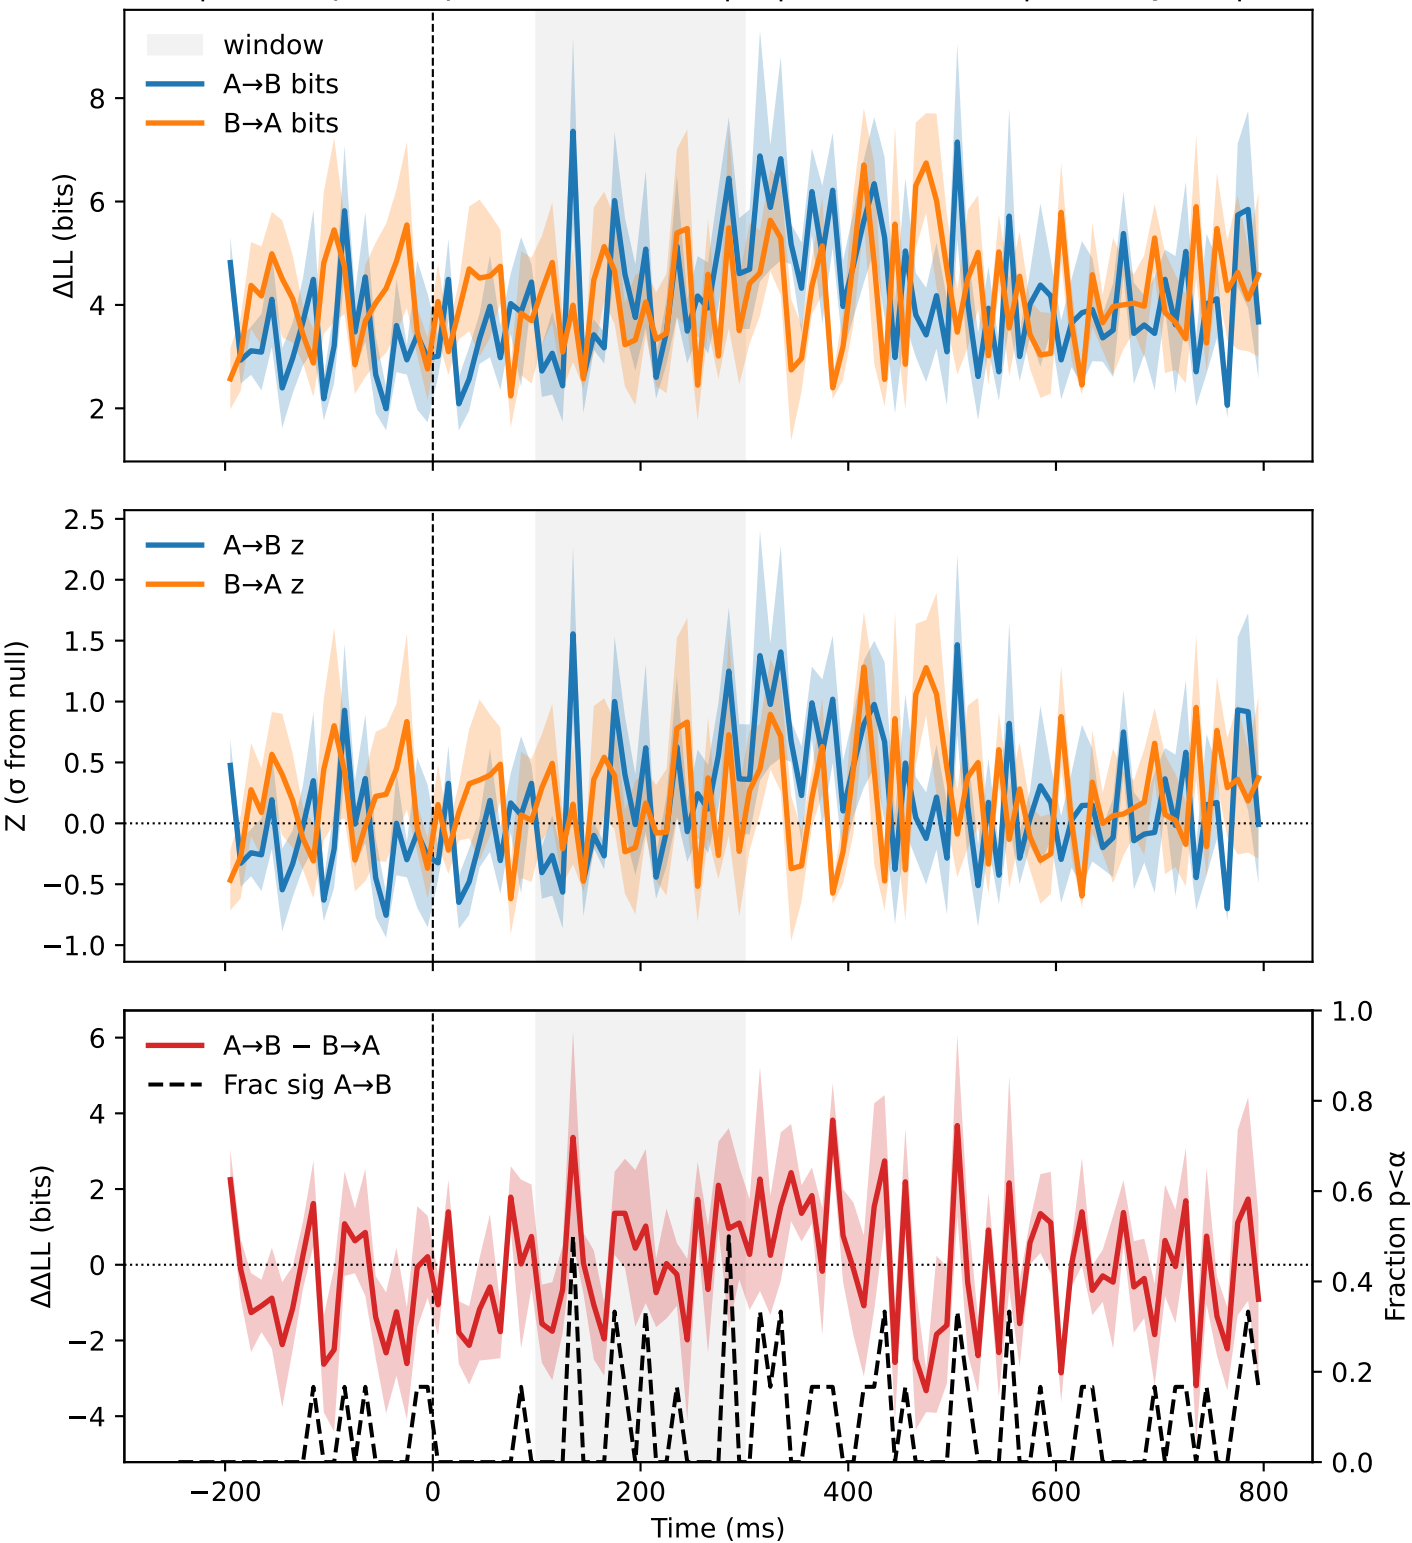 window
A→B bits
B→A bits
8
6
4
2
ΔLL (bits)
2.5
2.0
1.5
1.0
0.5
0.0
−0.5
−1.0
Z (σ from null)
A→B z
B→A z
6
4
2
0
−2
−4
ΔΔLL (bits)
A→B − B→A
Frac sig A→B
1.0
0.8
0.6
0.4
0.2
0.0
Fraction p<α
−200
0
200
400
600
800
Time (ms)